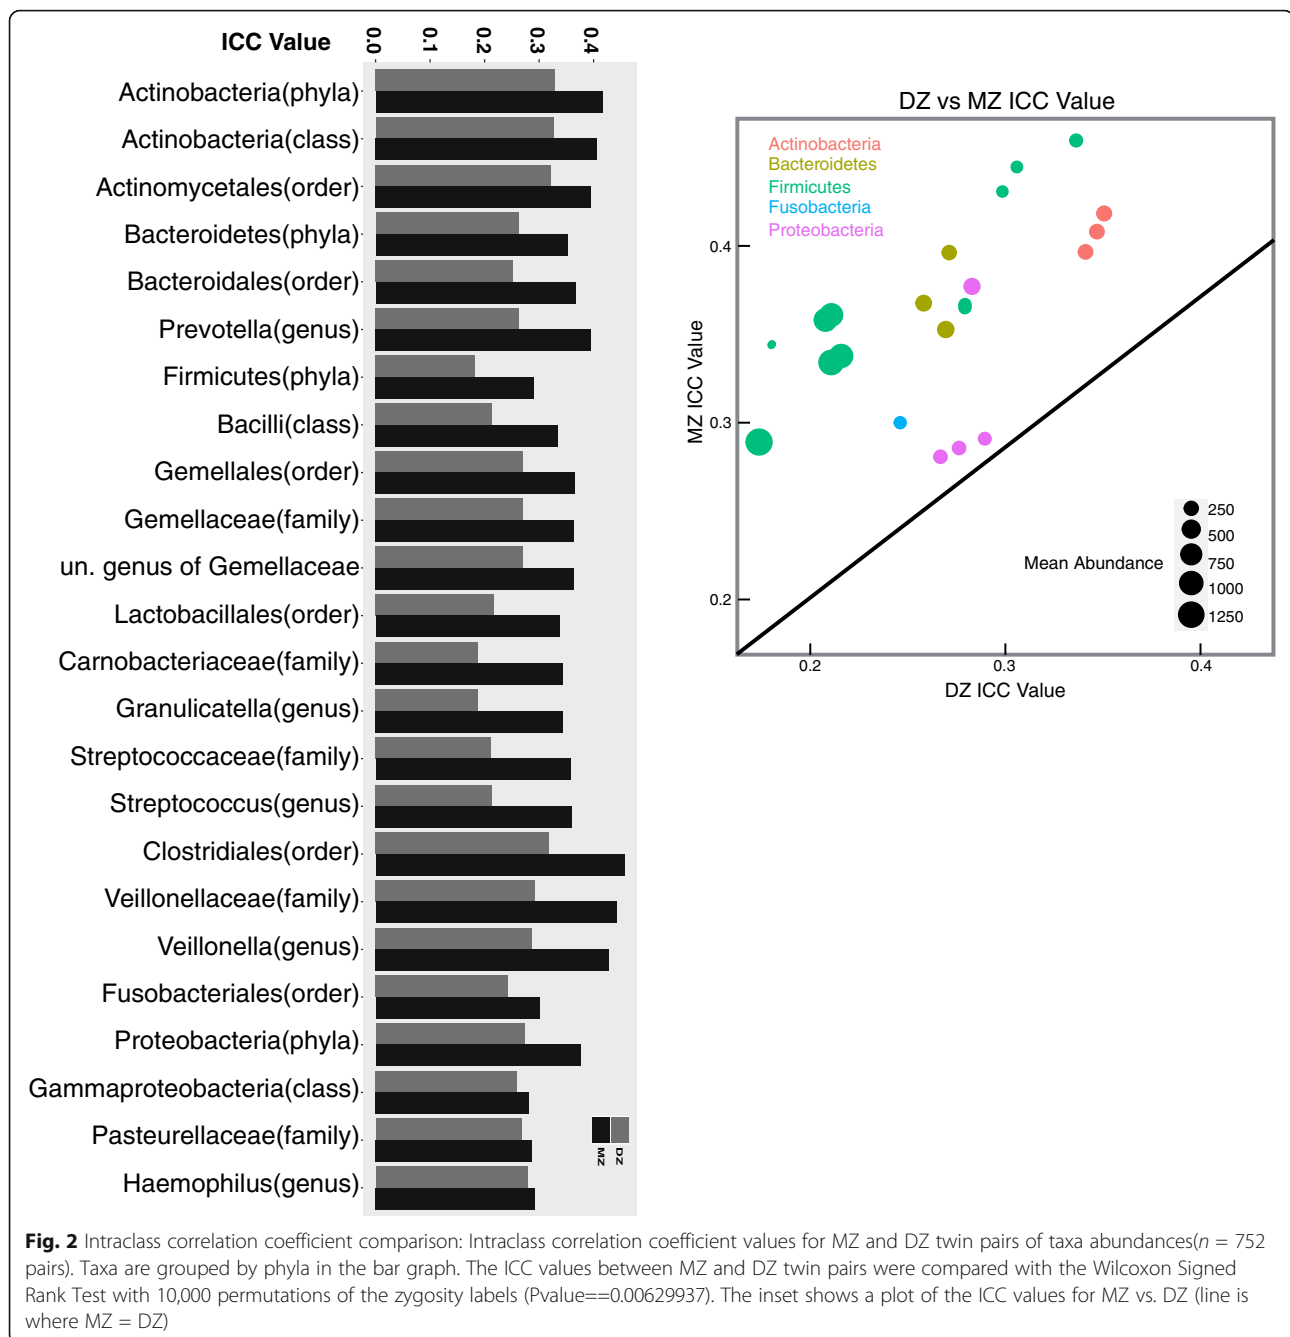 ICC Value
0.0
0.1
0.2
0.3
0.4
Actinobacteria(phyla)
Actinobacteria(class)
Actinomycetales(order)
Bacteroidetes(phyla)
Bacteroidales(order)
Prevotella(genus)
Firmicutes(phyla)
Bacilli(class)
Gemellales(order)
Gemellaceae(family)
un. genus of Gemellaceae
Lactobacillales(order)
Carnobacteriaceae(family)
Granulicatella(genus)
Streptococcaceae(family)
Streptococcus(genus)
Clostridiales(order)
Veillonellaceae(family)
Veillonella(genus)
Fusobacteriales(order)
Proteobacteria(phyla)
Gammaproteobacteria(class)
Pasteurellaceae(family)
Haemophilus(genus)
MZ
DZ
DZ vs MZ ICC Value
Actinobacteria
Bacteroidetes
Firmicutes
Fusobacteria
Proteobacteria
MZ ICC Value
0.4
0.3
0.2
Mean Abundance
250
500
750
1000
1250
0.2
0.3
0.4
DZ ICC Value
Fig. 2 Intraclass correlation coefficient comparison: Intraclass correlation coefficient values for MZ and DZ twin pairs of taxa abundances(n = 752
pairs). Taxa are grouped by phyla in the bar graph. The ICC values between MZ and DZ twin pairs were compared with the Wilcoxon Signed
Rank Test with 10,000 permutations of the zygosity labels (Pvalue==0.00629937). The inset shows a plot of the ICC values for MZ vs. DZ (line is
where MZ = DZ)